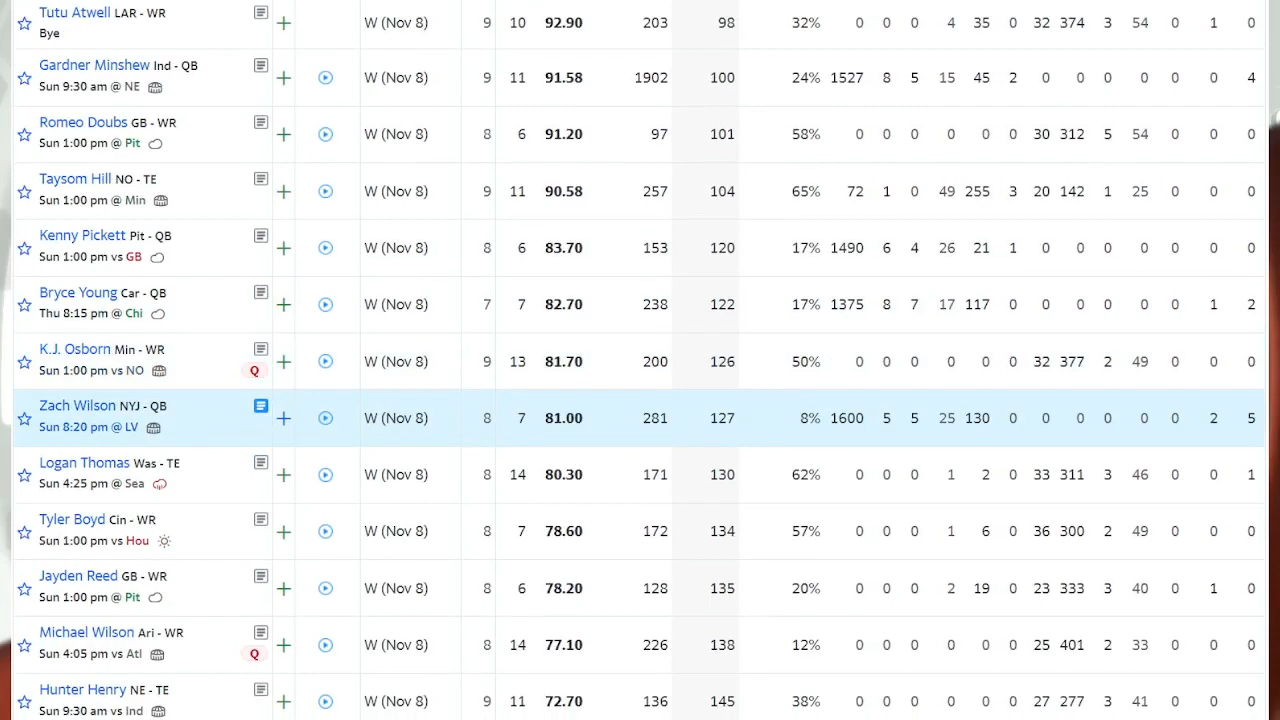 Tutu Atwell LAR - WR
Bye
W (Nov 8) 9 10 92.90 203 98 32% 0 0 0 4 35 0 32 374 3 54 0 1 0
Gardner Minshew Ind - QB
Sun 9:30 am @ NE
W (Nov 8) 9 11 91.58 1902 100 24% 1527 8 5 15 45 2 0 0 0 0 0 0 4
Romeo Doubs GB - WR
Sun 1:00 pm @ Pit
W (Nov 8) 8 6 91.20 97 101 58% 0 0 0 0 0 0 30 312 5 54 0 0 0
Taysom Hill NO - TE
Sun 1:00 pm @ Min
W (Nov 8) 9 11 90.58 257 104 65% 72 1 0 49 255 3 20 142 1 25 0 0 0
Kenny Pickett Pit - QB
Sun 1:00 pm vs GB
W (Nov 8) 8 6 83.70 153 120 17% 1490 6 4 26 21 1 0 0 0 0 0 0 0
Bryce Young Car - QB
Thu 8:15 pm @ Chi
W (Nov 8) 7 7 82.70 238 122 17% 1375 8 7 17 117 0 0 0 0 0 0 1 2
K.J. Osborn Min - WR
Sun 1:00 pm vs NO Q
W (Nov 8) 9 13 81.70 200 126 50% 0 0 0 0 0 0 32 377 2 49 0 0 0
Zach Wilson NYJ - QB
Sun 8:20 pm @ LV
W (Nov 8) 8 7 81.00 281 127 8% 1600 5 5 25 130 0 0 0 0 0 0 2 5
Logan Thomas Was - TE
Sun 4:25 pm @ Sea
W (Nov 8) 8 14 80.30 171 130 62% 0 0 0 1 2 0 33 311 3 46 0 0 1
Tyler Boyd Cin - WR
Sun 1:00 pm vs Hou
W (Nov 8) 8 7 78.60 172 134 57% 0 0 0 1 6 0 36 300 2 49 0 0 0
Jayden Reed GB - WR
Sun 1:00 pm @ Pit
W (Nov 8) 8 6 78.20 128 135 20% 0 0 0 2 19 0 23 333 3 40 0 1 0
Michael Wilson Ari - WR
Sun 4:05 pm vs Atl Q
W (Nov 8) 8 14 77.10 226 138 12% 0 0 0 0 0 0 25 401 2 33 0 0 0
Hunter Henry NE - TE
Sun 9:30 am vs Ind
W (Nov 8) 9 11 72.70 136 145 38% 0 0 0 0 0 0 27 277 3 41 0 0 0